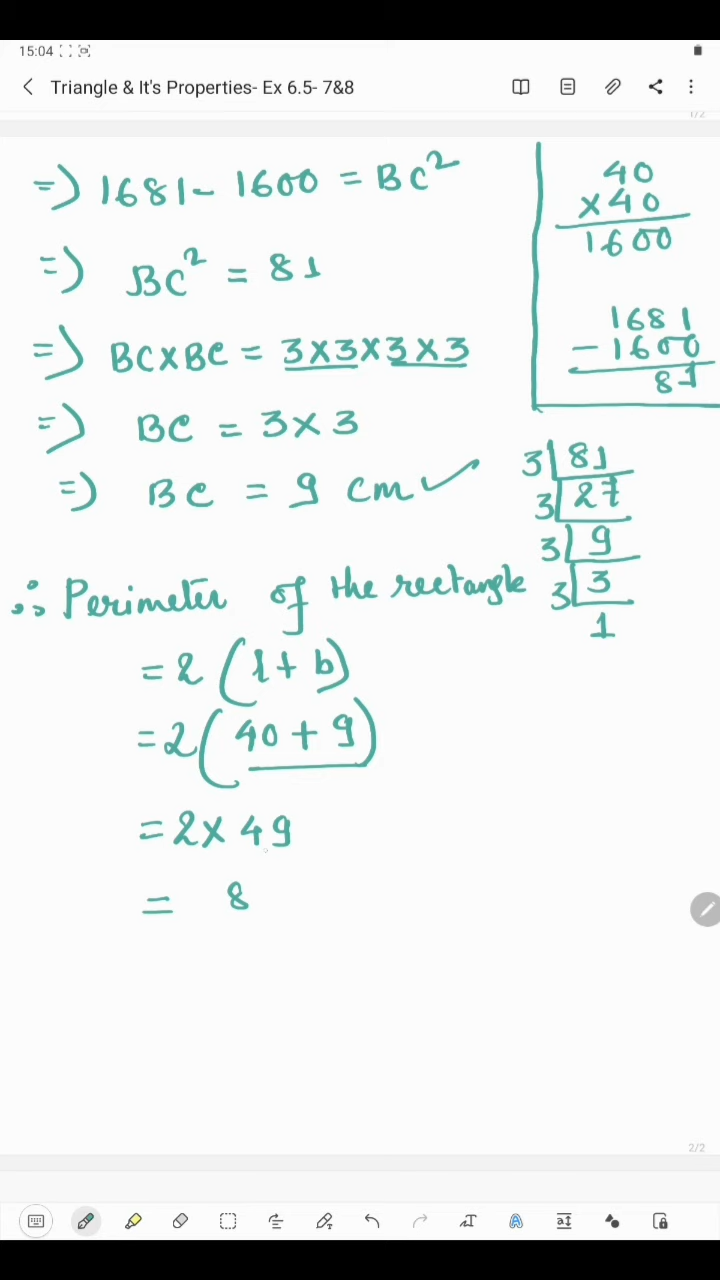 15:04
Triangle & It's Properties- Ex 6.5- 7&8
1/2
=> 1681 - 1600 = BC²
=> BC² = 81
=> BC x BC = 3 x 3 x 3 x 3
=> BC = 3 x 3
=> BC = 9 cm ✓
∴ Perimeter of the rectangle
= 2 (l + b)
= 2 (40 + 9)
= 2 x 49
= 8
40
x 40
1600
1681
- 1600
81
3 | 81
3 | 27
3 | 9
3 | 3
1
2/2